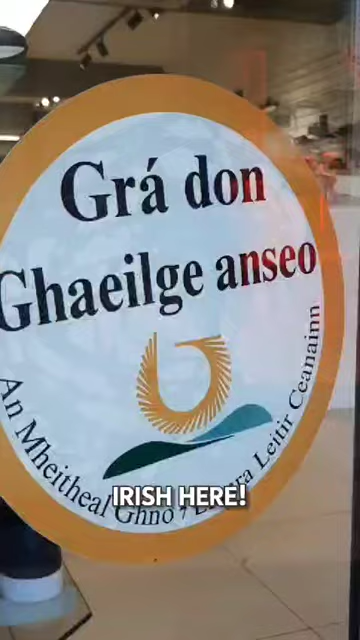 Grá don
Ghaeilge anseo
An Mheitheal Ghnó
Leitir Ceanainn
IRISH HERE!